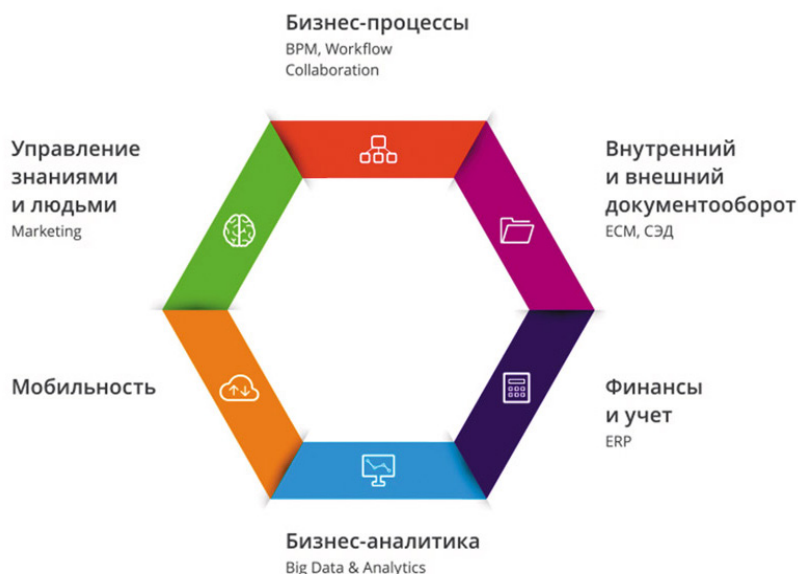 Бизнес-процессы
BPM, Workflow
Collaboration
Управление
знаниями
и людьми
Marketing
Внутренний
и внешний
документооборот
ECM, СЭД
Мобильность
Финансы
и учет
ERP
Бизнес-аналитика
Big Data & Analytics